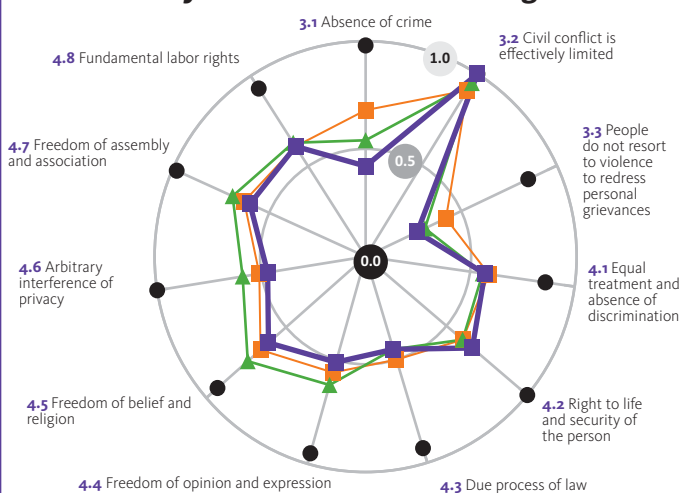 3.1 Absence of crime
3.2 Civil conflict is
effectively limited
1.0
4.8 Fundamental labor rights
3.3 People
do not resort
to violence
to redress
personal
grievances
4.7 Freedom of assembly
and association
0.5
0.0
4.6 Arbitrary
interference of
privacy
4.1 Equal
treatment and
absence of
discrimination
4.5 Freedom of belief and
religion
4.2 Right to life
and security of
the person
4.4 Freedom of opinion and expression
4.3 Due process of law